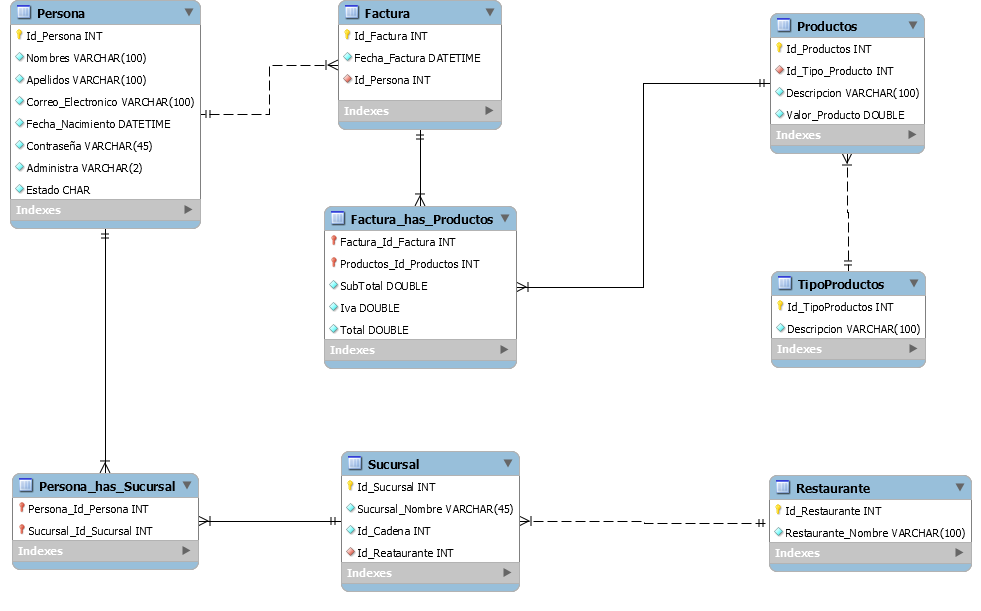 Persona
Id_Persona INT
Nombres VARCHAR(100)
Apellidos VARCHAR(100)
Correo_Electronico VARCHAR(100)
Fecha_Nacimiento DATETIME
Contraseña VARCHAR(45)
Administra VARCHAR(2)
Estado CHAR
Indexes
Factura
Id_Factura INT
Fecha_Factura DATETIME
Id_Persona INT
Indexes
Productos
Id_Productos INT
Id_Tipo_Producto INT
Descripcion VARCHAR(100)
Valor_Producto DOUBLE
Indexes
Factura_has_Productos
Factura_Id_Factura INT
Productos_Id_Productos INT
SubTotal DOUBLE
Iva DOUBLE
Total DOUBLE
Indexes
TipoProductos
Id_TipoProductos INT
Descripcion VARCHAR(100)
Indexes
Persona_has_Sucursal
Persona_Id_Persona INT
Sucursal_Id_Sucursal INT
Indexes
Sucursal
Id_Sucursal INT
Sucursal_Nombre VARCHAR(45)
Id_Cadena INT
Id_Reataurante INT
Indexes
Restaurante
Id_Restaurante INT
Restaurante_Nombre VARCHAR(100)
Indexes